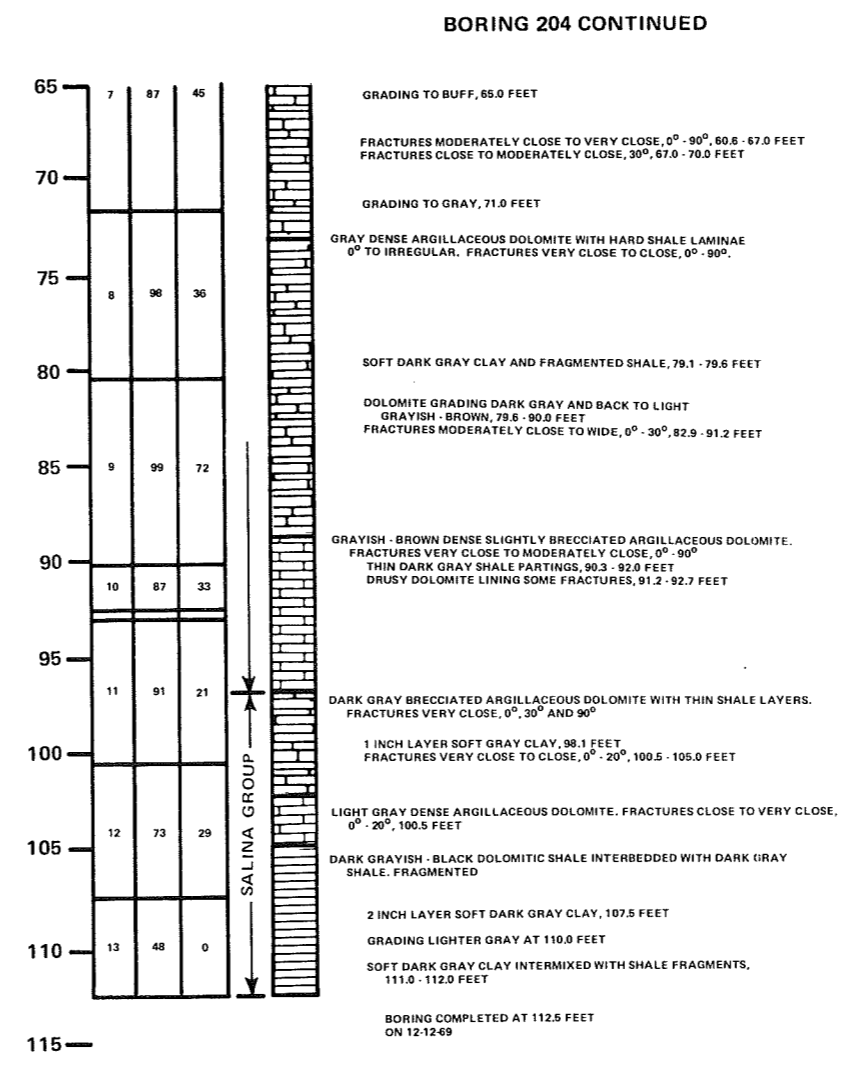 BORING 204 CONTINUED
65
7 87 45
GRADING TO BUFF, 65.0 FEET
FRACTURES MODERATELY CLOSE TO VERY CLOSE, 0° - 90°, 60.6 - 67.0 FEET
FRACTURES CLOSE TO MODERATELY CLOSE, 30°, 67.0 - 70.0 FEET
70
GRADING TO GRAY, 71.0 FEET
GRAY DENSE ARGILLACEOUS DOLOMITE WITH HARD SHALE LAMINAE
0° TO IRREGULAR. FRACTURES VERY CLOSE TO CLOSE, 0° - 90°.
75
8 98 36
SOFT DARK GRAY CLAY AND FRAGMENTED SHALE, 79.1 - 79.6 FEET
80
DOLOMITE GRADING DARK GRAY AND BACK TO LIGHT
GRAYISH - BROWN, 79.6 - 90.0 FEET
FRACTURES MODERATELY CLOSE TO WIDE, 0° - 30°, 82.9 - 91.2 FEET
85
9 99 72
GRAYISH - BROWN DENSE SLIGHTLY BRECCIATED ARGILLACEOUS DOLOMITE.
FRACTURES VERY CLOSE TO MODERATELY CLOSE, 0° - 90°
90
THIN DARK GRAY SHALE PARTINGS, 90.3 - 92.0 FEET
DRUSY DOLOMITE LINING SOME FRACTURES, 91.2 - 92.7 FEET
10 87 33
95
11 91 21
DARK GRAY BRECCIATED ARGILLACEOUS DOLOMITE WITH THIN SHALE LAYERS.
FRACTURES VERY CLOSE, 0°, 30° AND 90°
1 INCH LAYER SOFT GRAY CLAY, 98.1 FEET
FRACTURES VERY CLOSE TO CLOSE, 0° - 20°, 100.5 - 105.0 FEET
100
SALINA GROUP
LIGHT GRAY DENSE ARGILLACEOUS DOLOMITE. FRACTURES CLOSE TO VERY CLOSE,
0° - 20°, 100.5 FEET
12 73 29
105
DARK GRAYISH - BLACK DOLOMITIC SHALE INTERBEDDED WITH DARK GRAY
SHALE. FRAGMENTED
2 INCH LAYER SOFT DARK GRAY CLAY, 107.5 FEET
GRADING LIGHTER GRAY AT 110.0 FEET
110
13 48 0
SOFT DARK GRAY CLAY INTERMIXED WITH SHALE FRAGMENTS,
111.0 - 112.0 FEET
BORING COMPLETED AT 112.5 FEET
ON 12-12-69
115